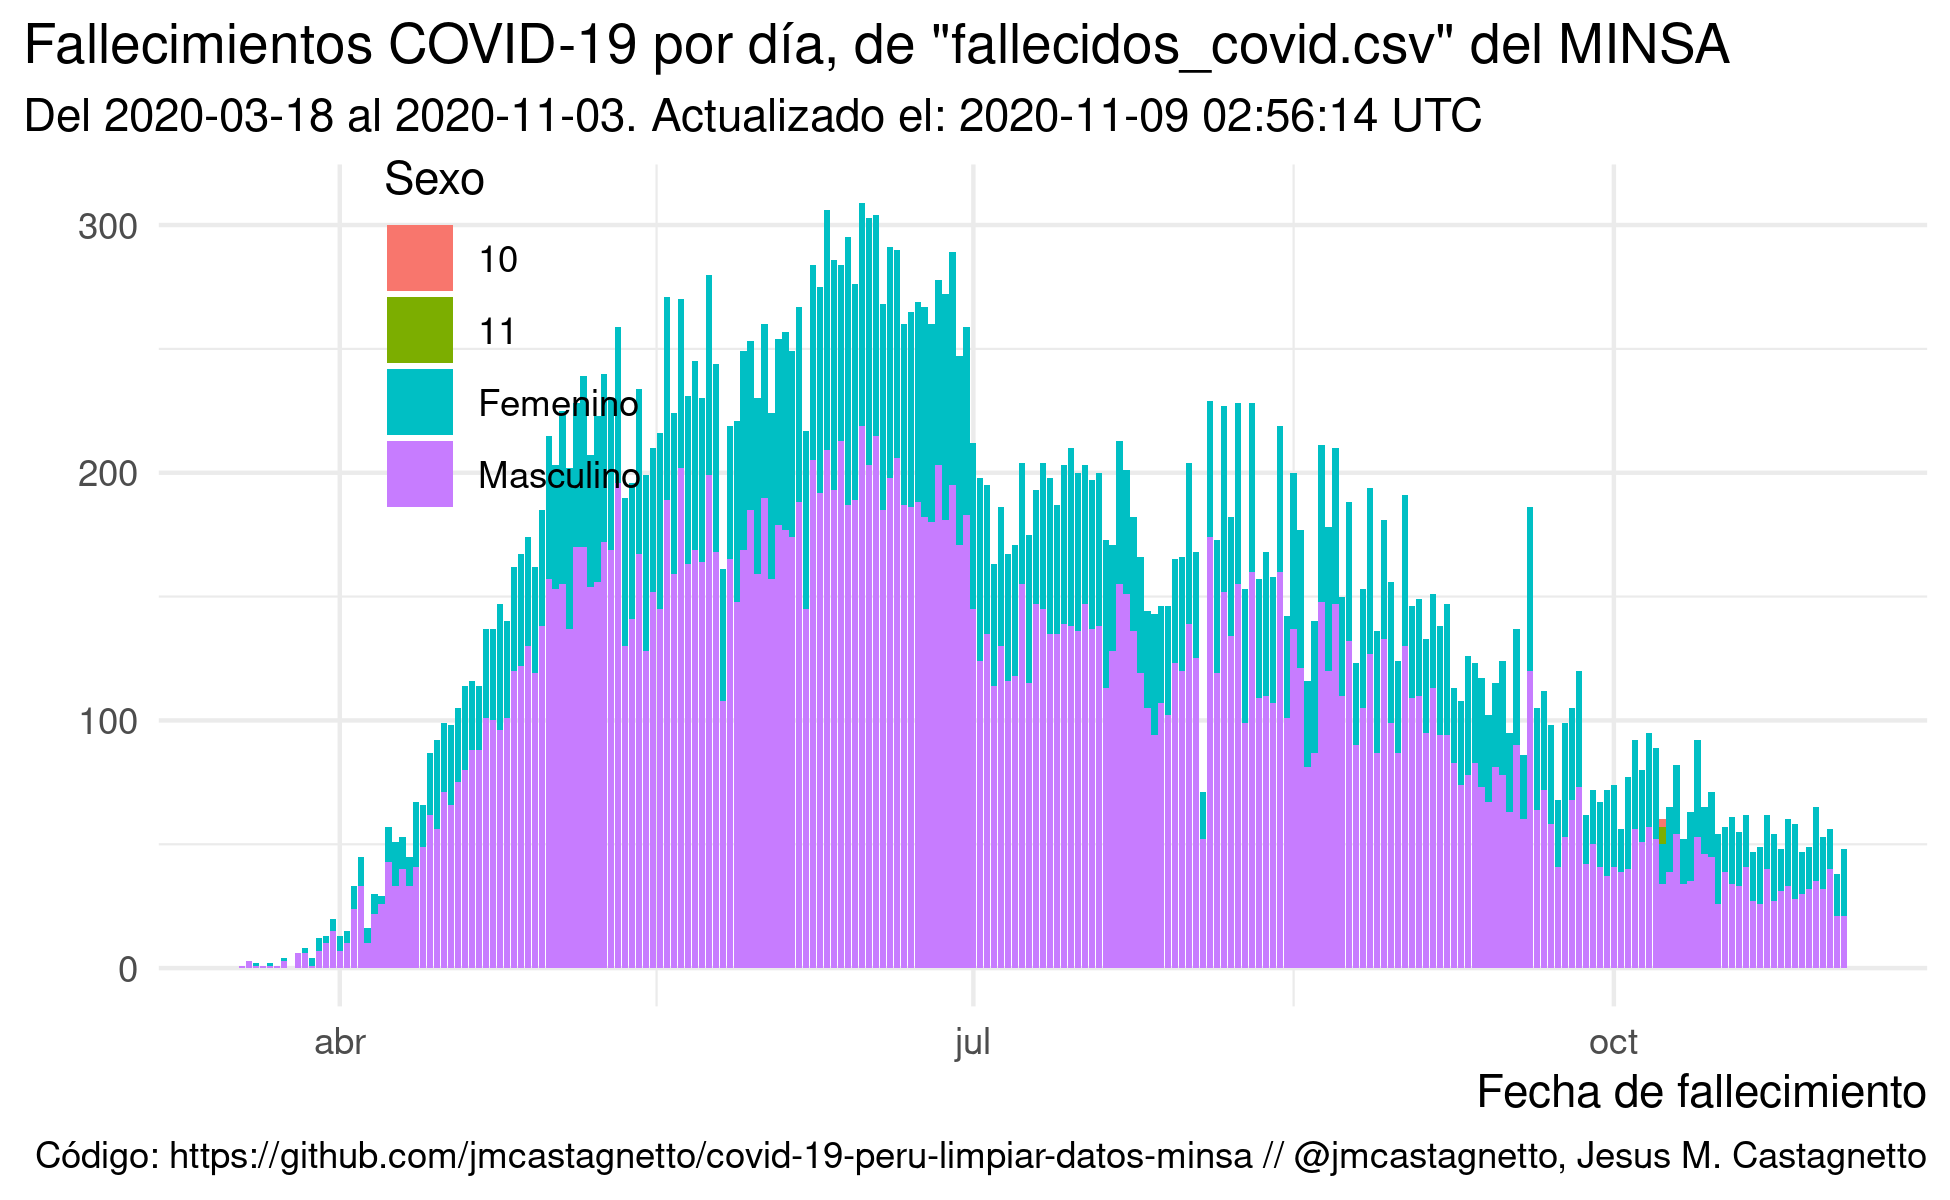 Fallecimientos COVID-19 por día, de "fallecidos_covid.csv" del MINSA
Del 2020-03-18 al 2020-11-03. Actualizado el: 2020-11-09 02:56:14 UTC
Sexo
10
11
Femenino
Masculino
300
200
100
0
abr
jul
oct
Fecha de fallecimiento
Código: https://github.com/jmcastagnetto/covid-19-peru-limpiar-datos-minsa // @jmcastagnetto, Jesus M. Castagnetto